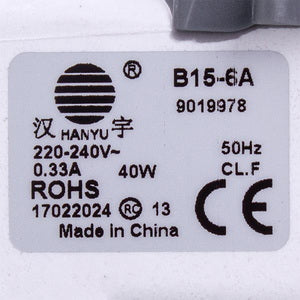 ® B15-6A
9019978
汉 HANYU 宇
220-240V~ 50Hz
0.33A 40W CL.F
ROHS
17022024 RC 13 CE
Made in China